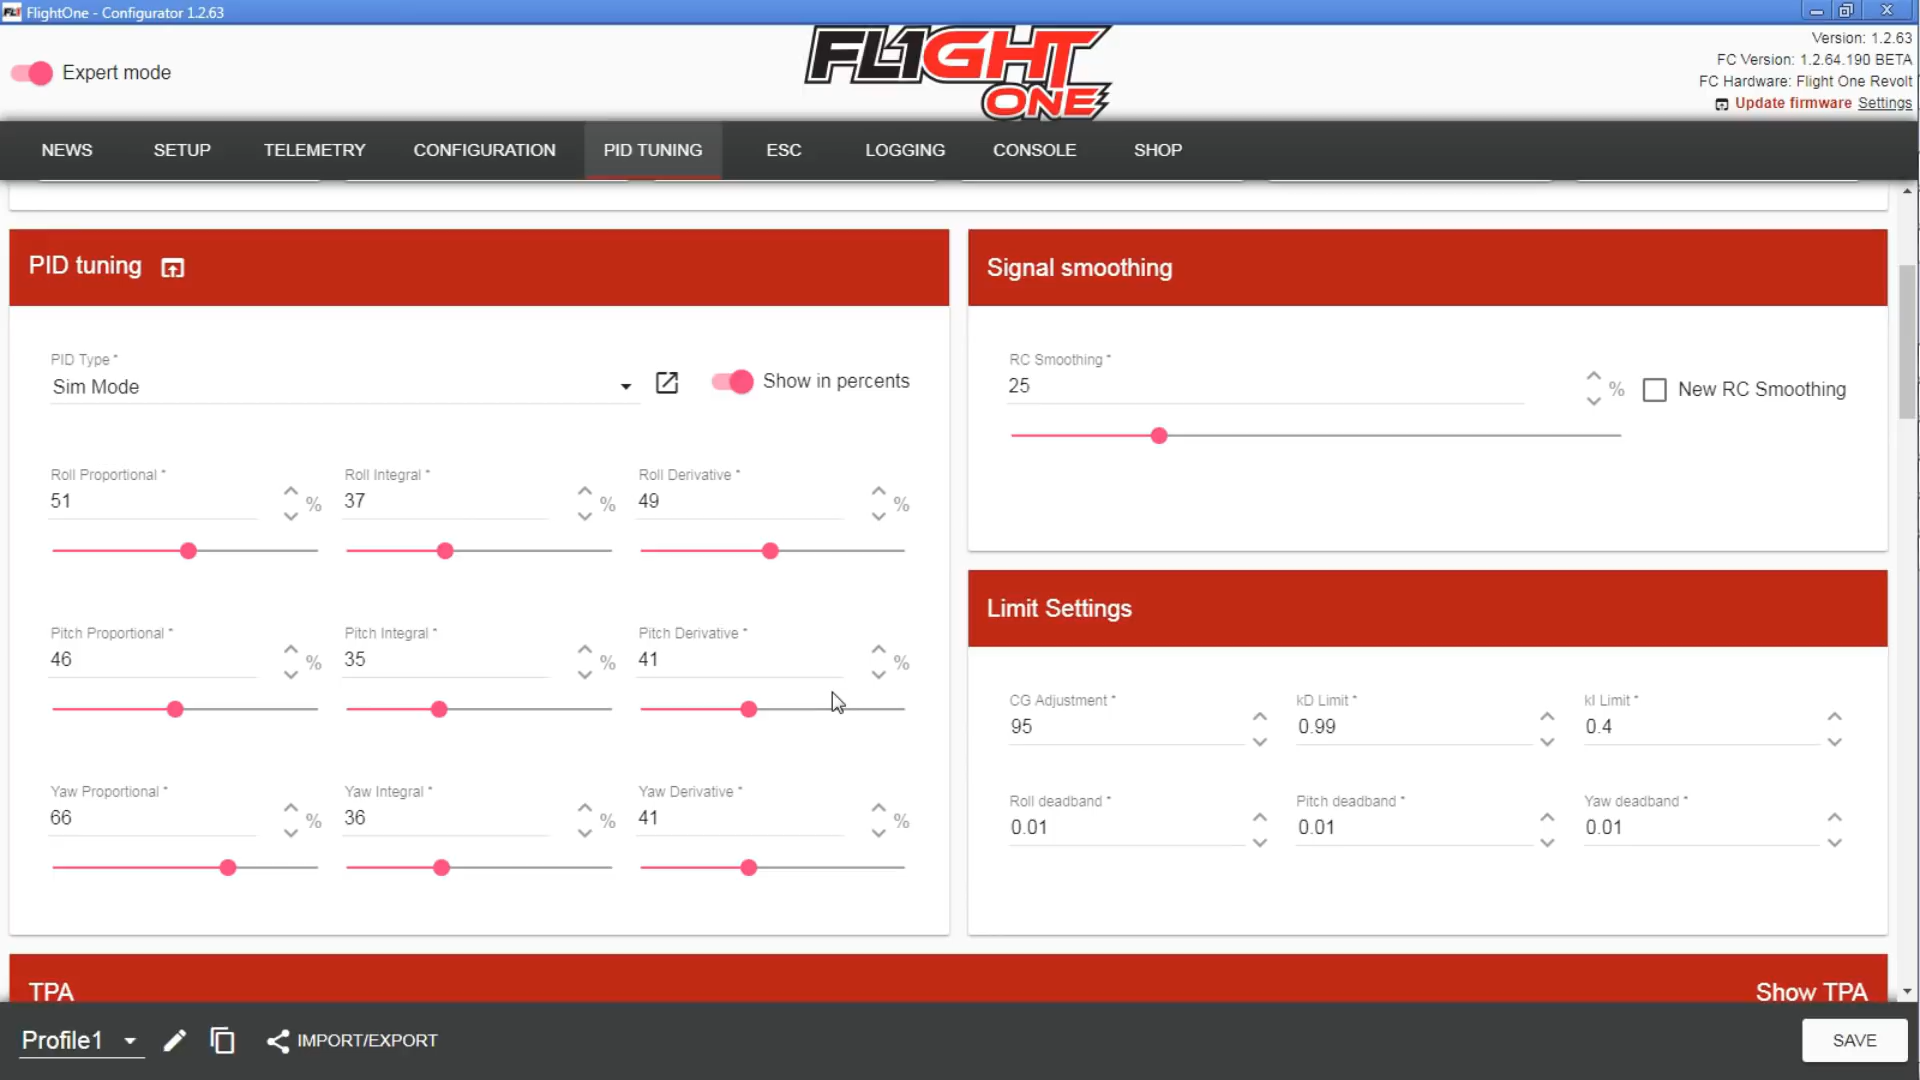 FlightOne - Configurator 1.2.63
Expert mode
FL1GHT
ONE
Version: 1.2.63
FC Version: 1.2.64.190 BETA
FC Hardware: Flight One Revolt
Update firmware Settings
NEWS SETUP TELEMETRY CONFIGURATION PID TUNING ESC LOGGING CONSOLE SHOP
PID tuning
PID Type *
Sim Mode
Show in percents
Roll Proportional * Roll Integral * Roll Derivative *
51 % 37 % 49 %
Pitch Proportional * Pitch Integral * Pitch Derivative *
46 % 35 % 41 %
Yaw Proportional * Yaw Integral * Yaw Derivative *
66 % 36 % 41 %
Signal smoothing
RC Smoothing *
25 % New RC Smoothing
Limit Settings
CG Adjustment * kD Limit * kI Limit *
95 0.99 0.4
Roll deadband * Pitch deadband * Yaw deadband *
0.01 0.01 0.01
TPA Show TPA
Profile1 IMPORT/EXPORT SAVE